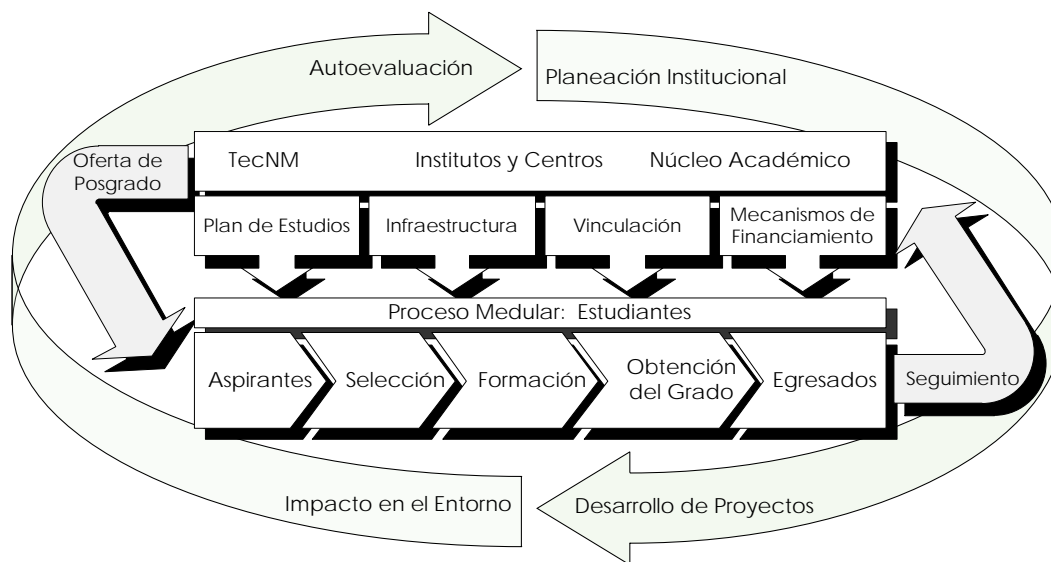 Autoevaluación
Planeación Institucional
Oferta de
Posgrado
TecNM
Institutos y Centros
Núcleo Académico
Plan de Estudios
Infraestructura
Vinculación
Mecanismos de
Financiamiento
Proceso Medular: Estudiantes
Aspirantes
Selección
Formación
Obtención
del Grado
Egresados
Seguimiento
Impacto en el Entorno
Desarrollo de Proyectos